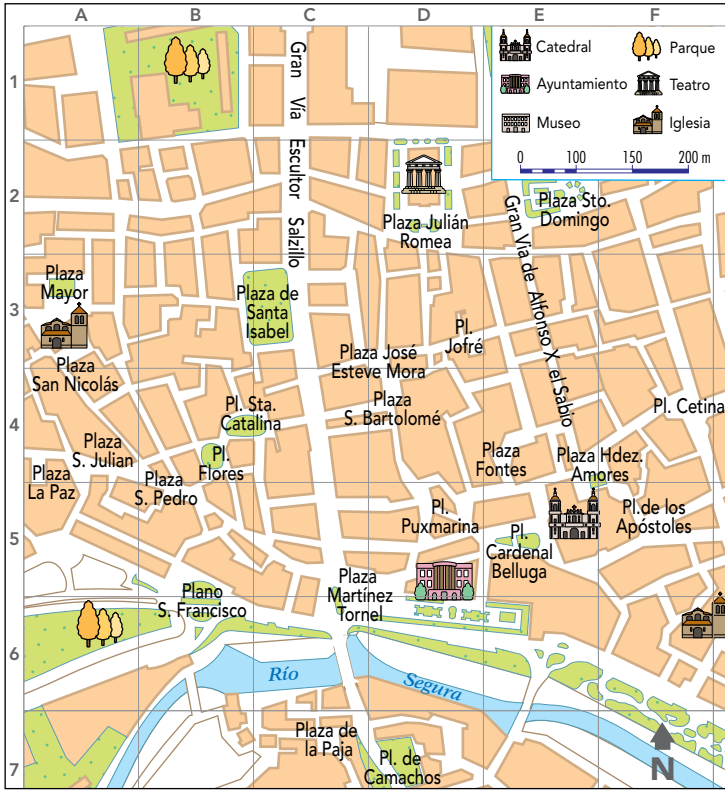 A B C D E F
1
2
3
4
5
6
7
Catedral
Parque
Ayuntamiento
Teatro
Museo
Iglesia
0 100 150 200 m
Gran Vía Escultor Salzillo
Plaza Julián
Romea
Plaza Sto.
Domingo
Gran Vía de Alfonso X el Sabio
Plaza
Mayor
Plaza de
Santa
Isabel
Pl.
Jofré
Plaza José
Esteve Mora
Plaza
San Nicolás
Plaza
S. Bartolomé
Pl. Sta.
Catalina
Pl. Cetina
Plaza
S. Julian
Pl.
Flores
Plaza
Fontes
Plaza Hdez.
Amores
Plaza
La Paz
Plaza
S. Pedro
Pl.
Puxmarina
Pl. de los
Apóstoles
Pl.
Cardenal
Belluga
Plano
S. Francisco
Plaza
Martínez
Tornel
Río Segura
Plaza de
la Paja
Pl. de
Camachos
N